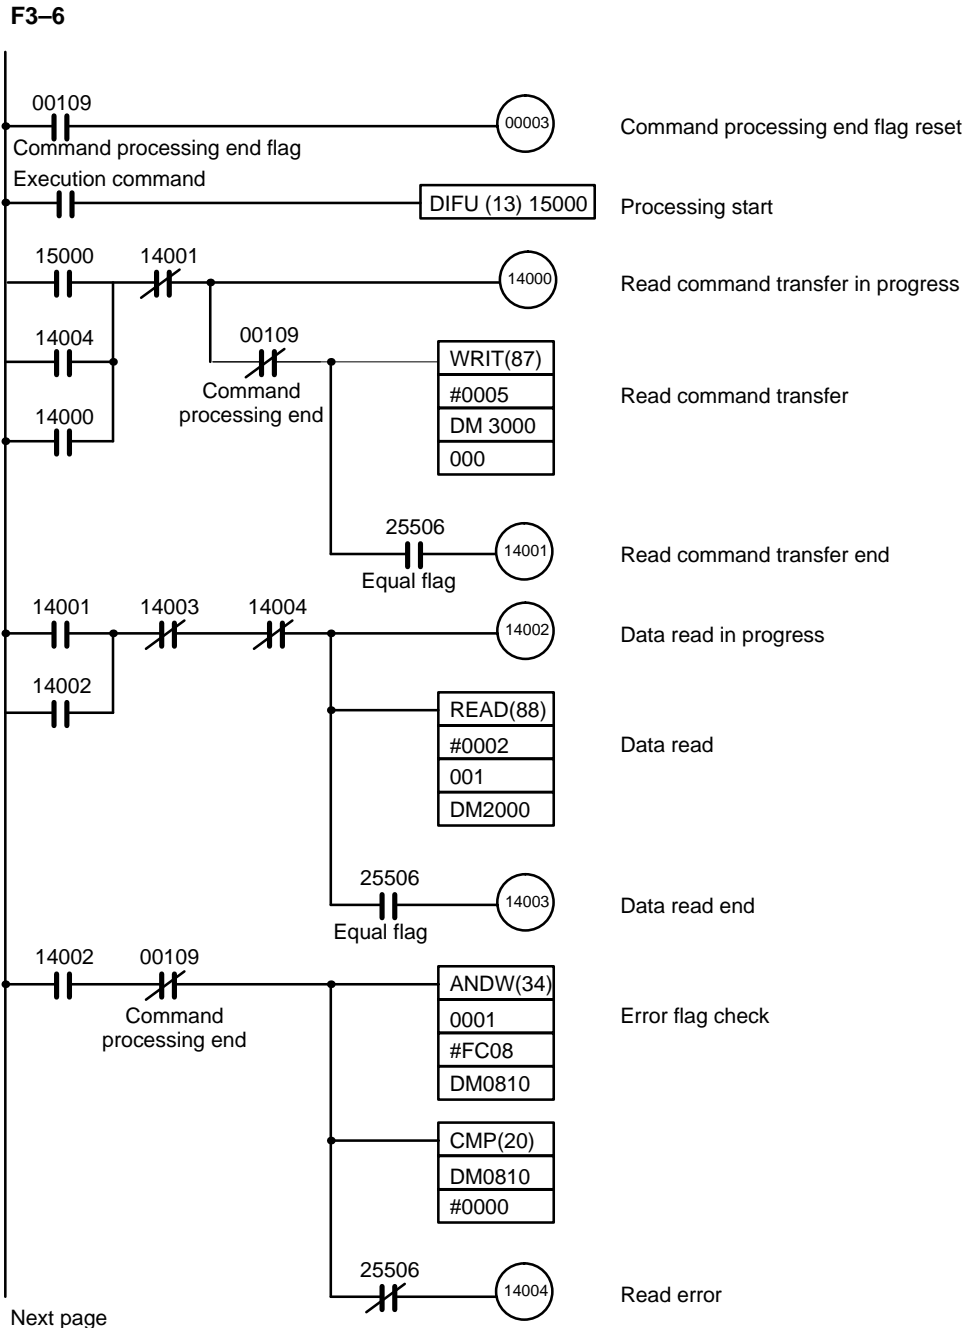 F3–6
00109
00003
Command processing end flag reset
Command processing end flag
Execution command
DIFU (13) 15000
Processing start
15000
14001
14000
Read command transfer in progress
14004
00109
WRIT(87)
Command
processing end
#0005
Read command transfer
14000
DM 3000
000
25506
14001
Read command transfer end
Equal flag
14001
14003
14004
14002
Data read in progress
14002
READ(88)
#0002
Data read
001
DM2000
25506
14003
Data read end
Equal flag
14002
00109
ANDW(34)
Command
processing end
0001
Error flag check
#FC08
DM0810
CMP(20)
DM0810
#0000
25506
14004
Read error
Next page